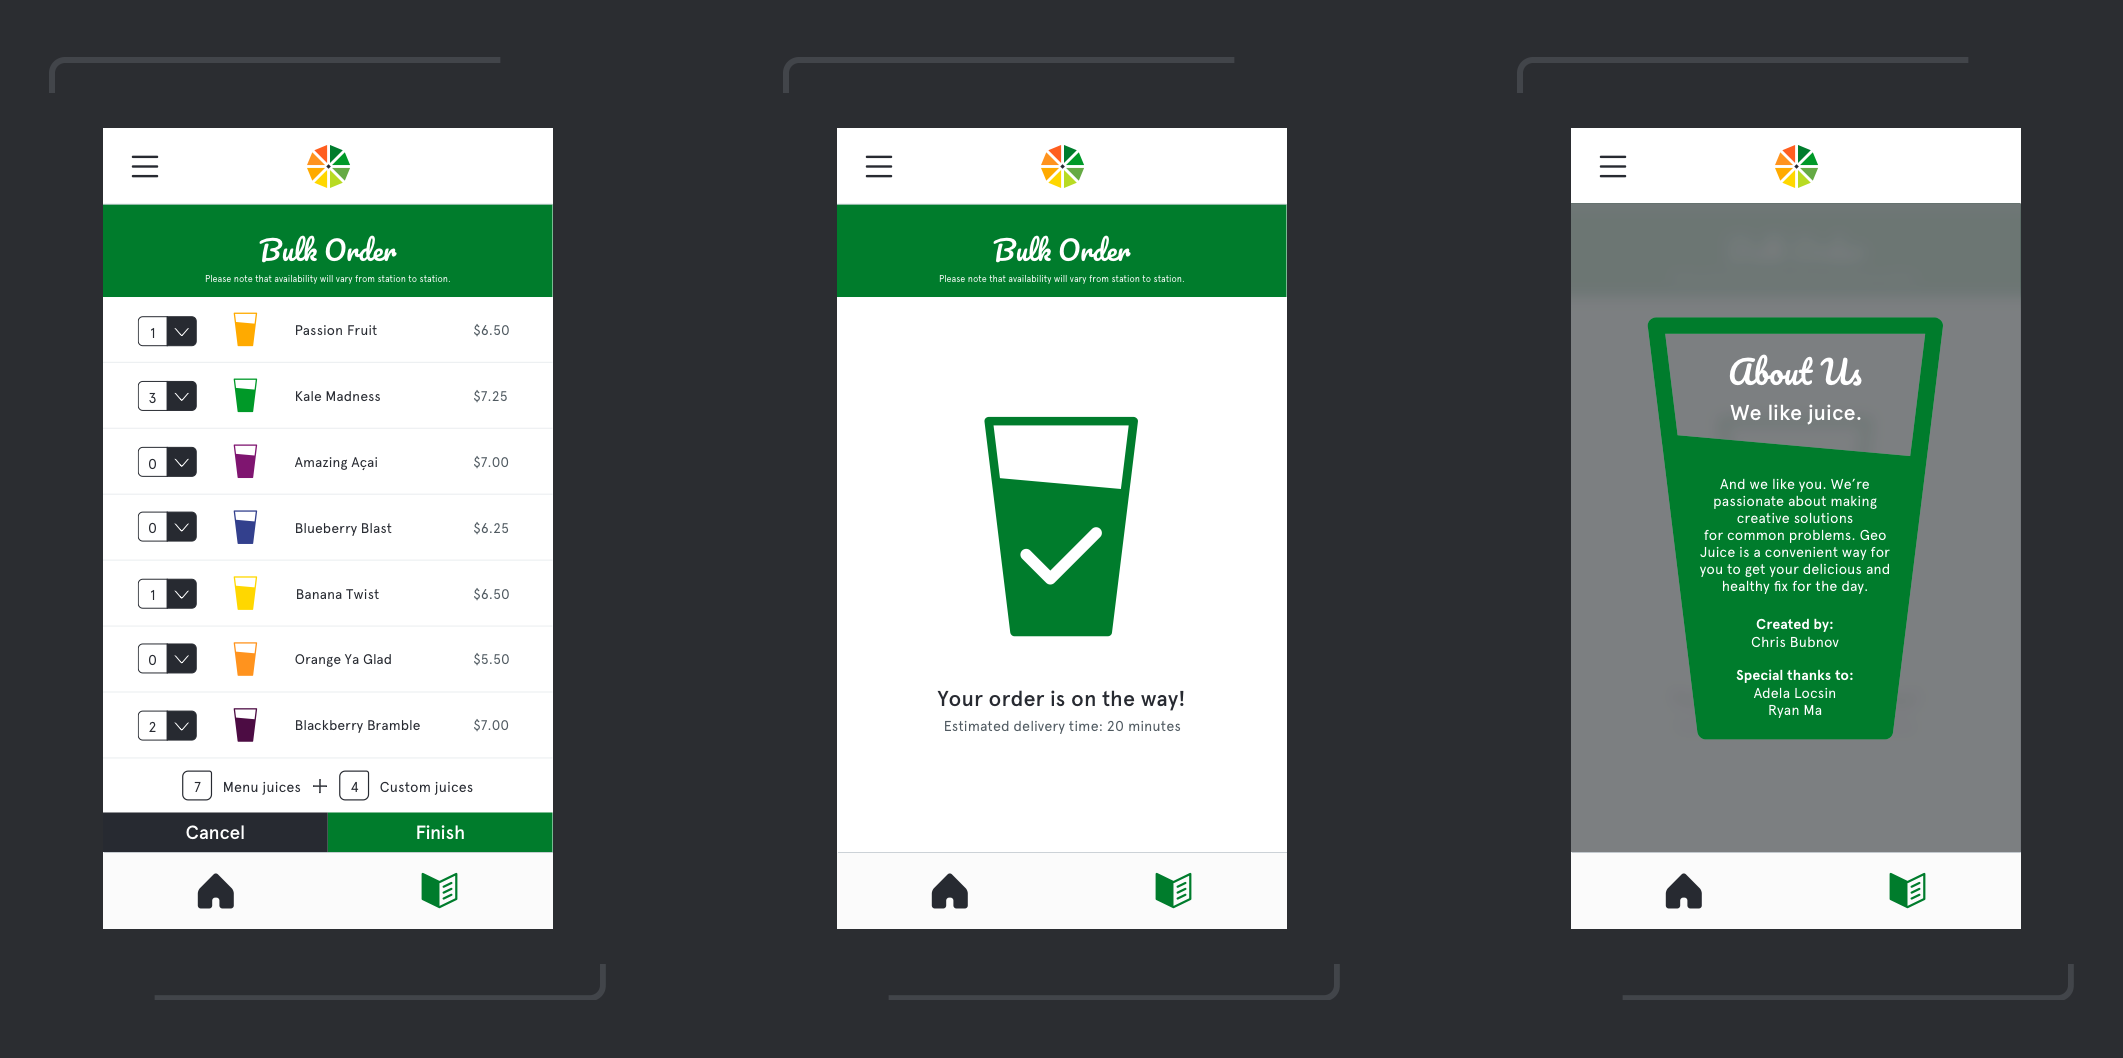 Bulk Order
Please note that availability will vary from station to station.
1 Passion Fruit $6.50
3 Kale Madness $7.25
0 Amazing Açai $7.00
0 Blueberry Blast $6.25
1 Banana Twist $6.50
0 Orange Ya Glad $5.50
2 Blackberry Bramble $7.00
7 Menu juices + 4 Custom juices
Cancel Finish
Bulk Order
Please note that availability will vary from station to station.
Your order is on the way!
Estimated delivery time: 20 minutes
About Us
We like juice.
And we like you. We’re
passionate about making
creative solutions
for common problems. Geo
Juice is a convenient way for
you to get your delicious and
healthy fix for the day.
Created by:
Chris Bubnov
Special thanks to:
Adela Locsin
Ryan Ma